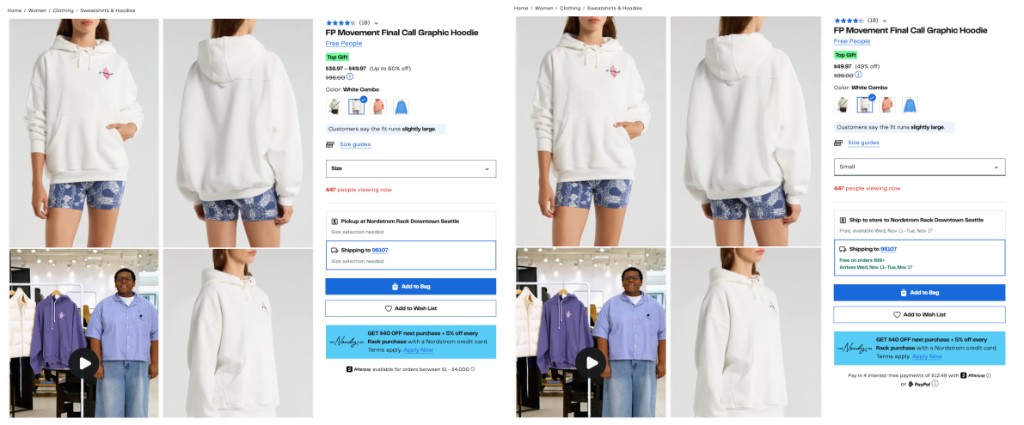 Home / Women / Clothing / Sweatshirts & Hoodies
(18)
FP Movement Final Call Graphic Hoodie
Free People
Top Gift
$38.97 – $49.97 (Up to 60% off)
$98.00
Color: White Combo
Customers say the fit runs slightly large.
Size guides
Size
447 people viewing now
Pickup at Nordstrom Rack Downtown Seattle
Size selection needed
Shipping to 98107
Size selection needed
Add to Bag
Add to Wish List
GET $40 OFF next purchase + 5% off every
Rack purchase with a Nordstrom credit card.
Terms apply. Apply Now
Afterpay available for orders between $1 - $4,000
Home / Women / Clothing / Sweatshirts & Hoodies
(18)
FP Movement Final Call Graphic Hoodie
Free People
Top Gift
$49.97 (49% off)
$98.00
Color: White Combo
Customers say the fit runs slightly large.
Size guides
Small
447 people viewing now
Ship to store to Nordstrom Rack Downtown Seattle
Free, available Wed, Nov 11–Tue, Nov 17
Shipping to 98107
Free on orders $89+
Arrives Wed, Nov 11–Tue, Nov 17
Add to Bag
Add to Wish List
GET $40 OFF next purchase + 5% off every
Rack purchase with a Nordstrom credit card.
Terms apply. Apply Now
Pay in 4 interest-free payments of $12.49 with Afterpay
or PayPal